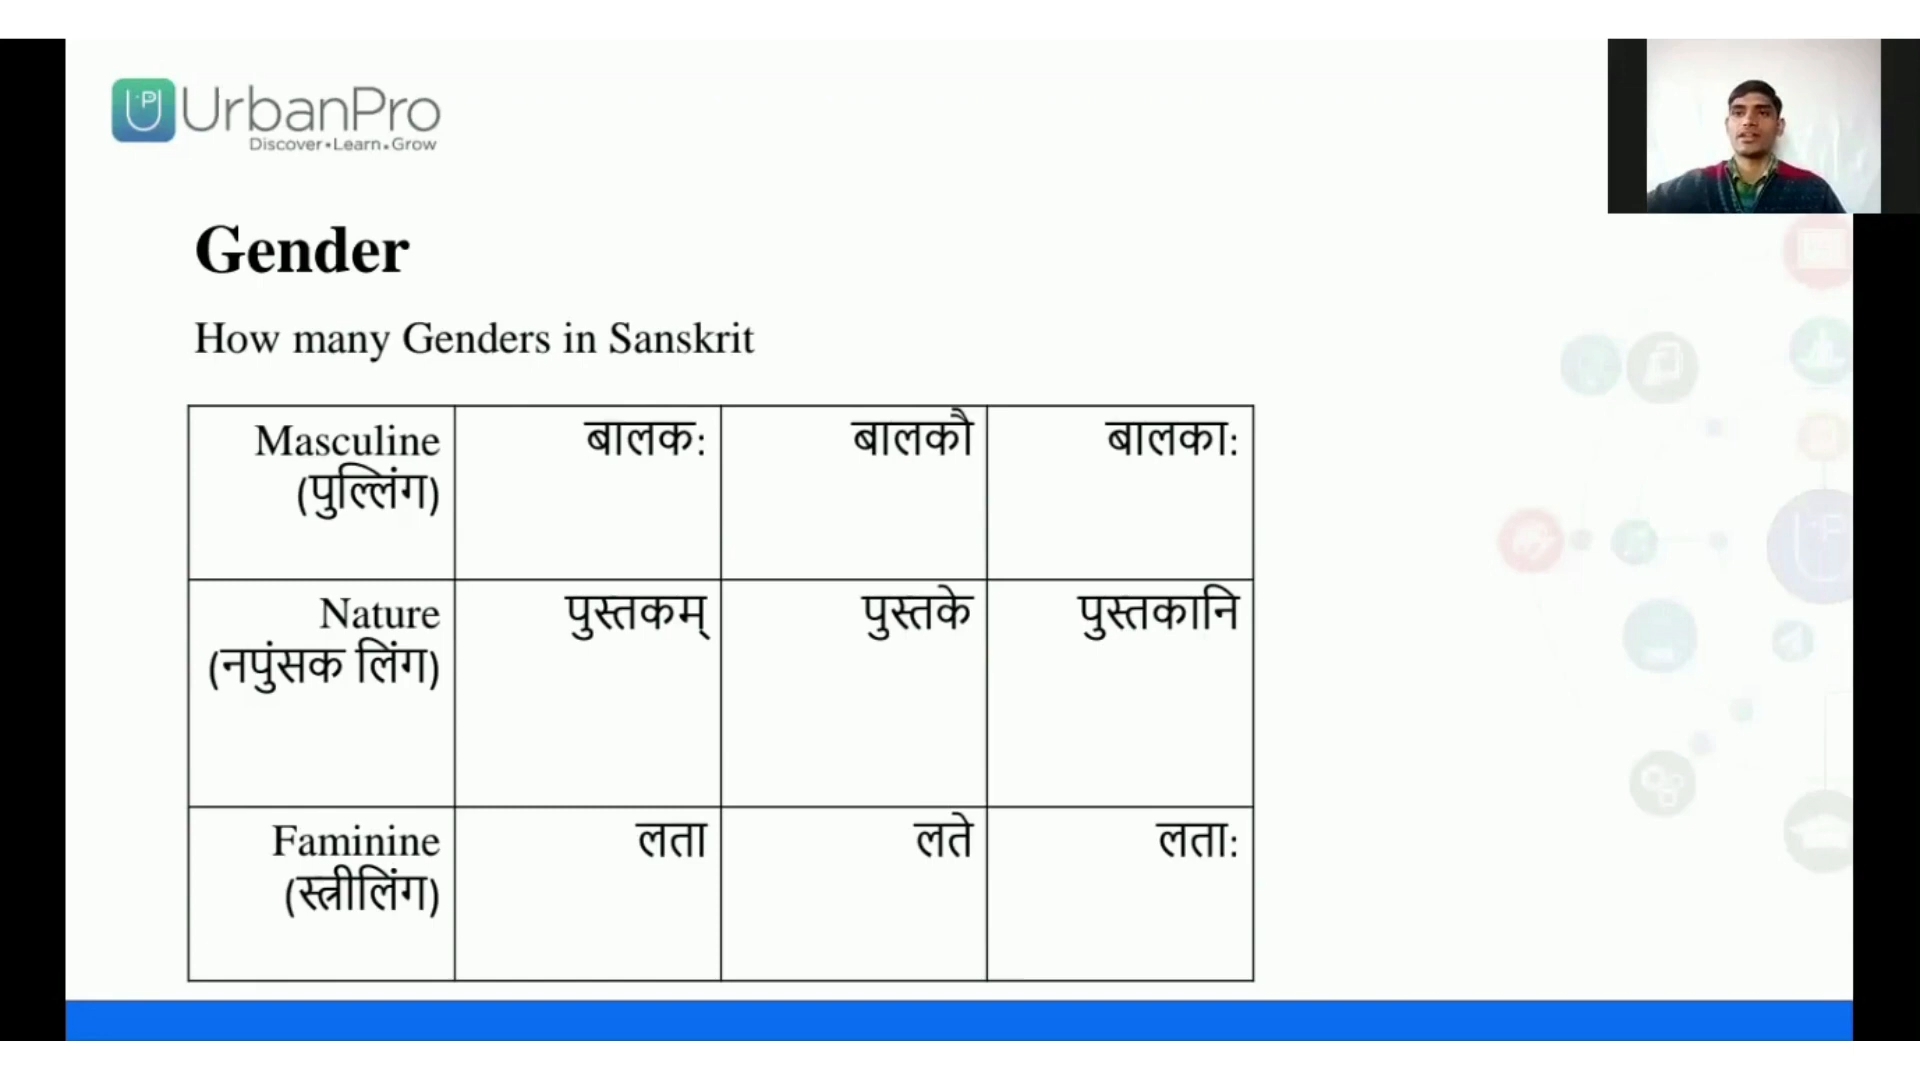 UrbanPro
Discover•Learn•Grow
Gender
How many Genders in Sanskrit
Masculine बालक: बालकौ बालका:
(पुल्लिंग)
Nature पुस्तकम् पुस्तके पुस्तकानि
(नपुंसक लिंग)
Faminine लता लते लता:
(स्त्रीलिंग)